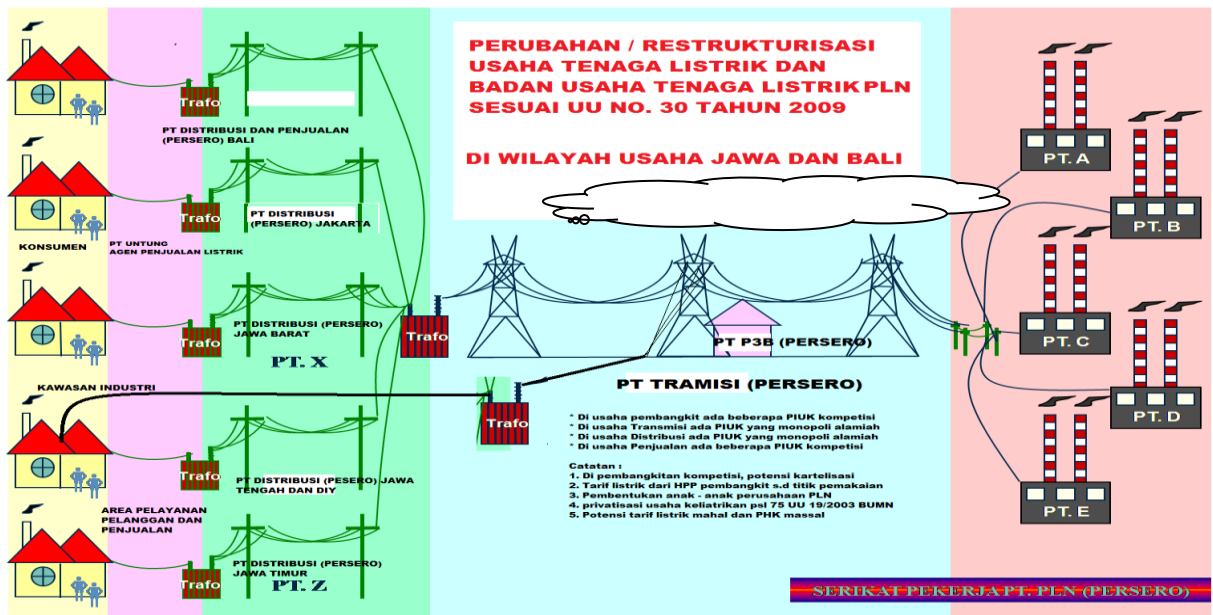 PERUBAHAN / RESTRUKTURISASI
USAHA TENAGA LISTRIK DAN
BADAN USAHA TENAGA LISTRIK PLN
SESUAI UU NO. 30 TAHUN 2009
DI WILAYAH USAHA JAWA DAN BALI
Trafo
PT DISTRIBUSI DAN PENJUALAN
(PERSERO) BALI
Trafo
PT DISTRIBUSI
(PERSERO) JAKARTA
KONSUMEN
PT UNTUNG
AGEN PENJUALAN LISTRIK
Trafo
PT DISTRIBUSI (PERSERO)
JAWA BARAT
PT. X
Trafo
KAWASAN INDUSTRI
Trafo
PT DISTRIBUSI (PESERO) JAWA
TENGAH DAN DIY
AREA PELAYANAN
PELANGGAN DAN
PENJUALAN
Trafo
PT DISTRIBUSI (PERSERO)
JAWA TIMUR
PT. Z
8
PT P3B (PERSERO)
PT TRAMISI (PERSERO)
Trafo
* Di usaha pembangkit ada beberapa PIUK kompetisi
* Di usaha Transmisi ada PIUK yang monopoli alamiah
* Di usaha Distribusi ada PIUK yang monopoli alamiah
* Di usaha Penjualan ada beberapa PIUK kompetisi
Catatan :
1. Di pembangkitan kompetisi, potensi kartelisasi
2. Tarif listrik dari HPP pembangkit s.d titik pemakaian
3. Pembentukan anak - anak perusahaan PLN
4. privatisasi usaha keliatrikan psl 75 UU 19/2003 BUMN
5. Potensi tarif listrik mahal dan PHK massal
PT. A
PT. B
PT. C
PT. D
PT. E
SERIKAT PEKERJA PT. PLN (PERSERO)